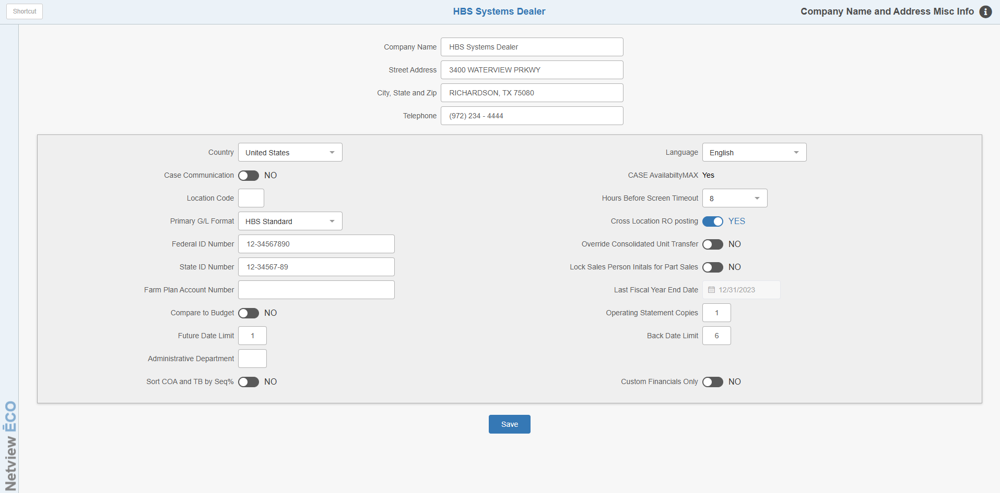 Shortcut
HBS Systems Dealer
Company Name and Address Misc Info
Company Name HBS Systems Dealer
Street Address 3400 WATERVIEW PRKWY
City, State and Zip RICHARDSON, TX 75080
Telephone (972) 234 - 4444
Country United States
Language English
Case Communication NO
CASE AvailabiltyMAX Yes
Location Code
Hours Before Screen Timeout 8
Primary G/L Format HBS Standard
Cross Location RO posting YES
Federal ID Number 12-34567890
Override Consolidated Unit Transfer NO
State ID Number 12-34567-89
Lock Sales Person Initals for Part Sales NO
Farm Plan Account Number
Last Fiscal Year End Date 12/31/2023
Compare to Budget NO
Operating Statement Copies 1
Future Date Limit 1
Back Date Limit 6
Administrative Department
Sort COA and TB by Seq% NO
Custom Financials Only NO
Save
Netview ĒCO